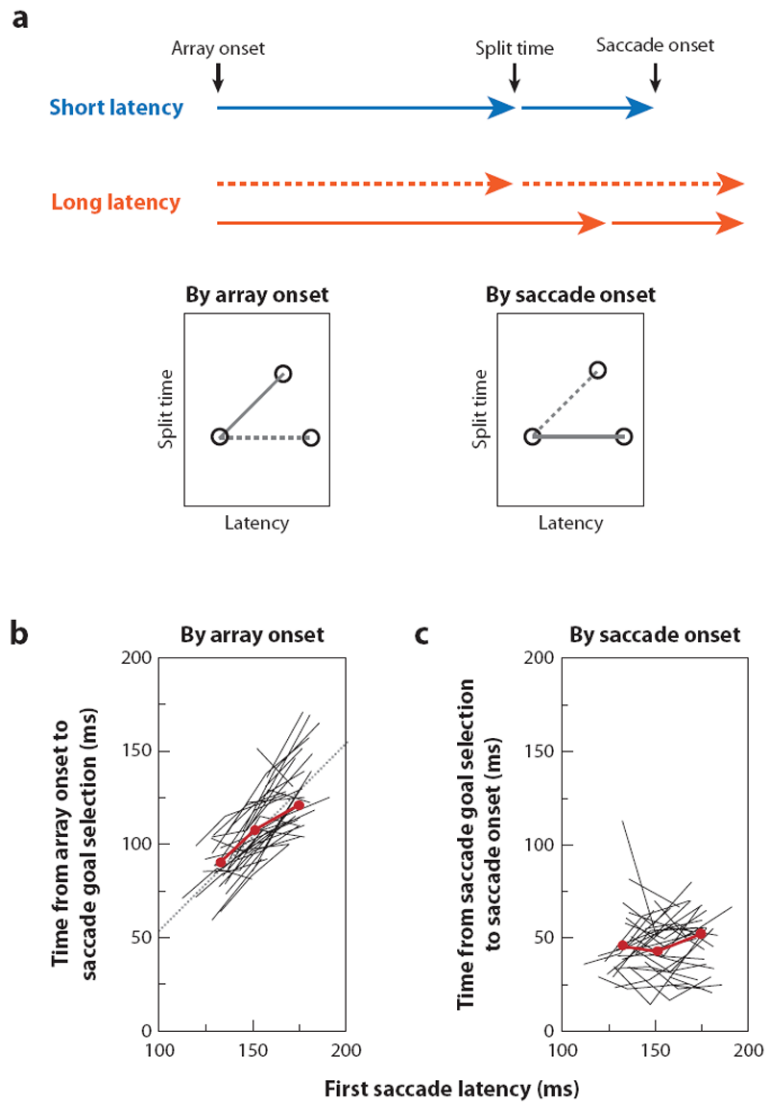 a
Array onset
Split time
Saccade onset
Short latency
Long latency
By array onset
By saccade onset
Split time
Latency
Split time
Latency
b
By array onset
Time from array onset to
saccade goal selection (ms)
200
150
100
50
0
100
150
200
c
By saccade onset
Time from saccade goal selection
to saccade onset (ms)
200
150
100
50
0
100
150
200
First saccade latency (ms)